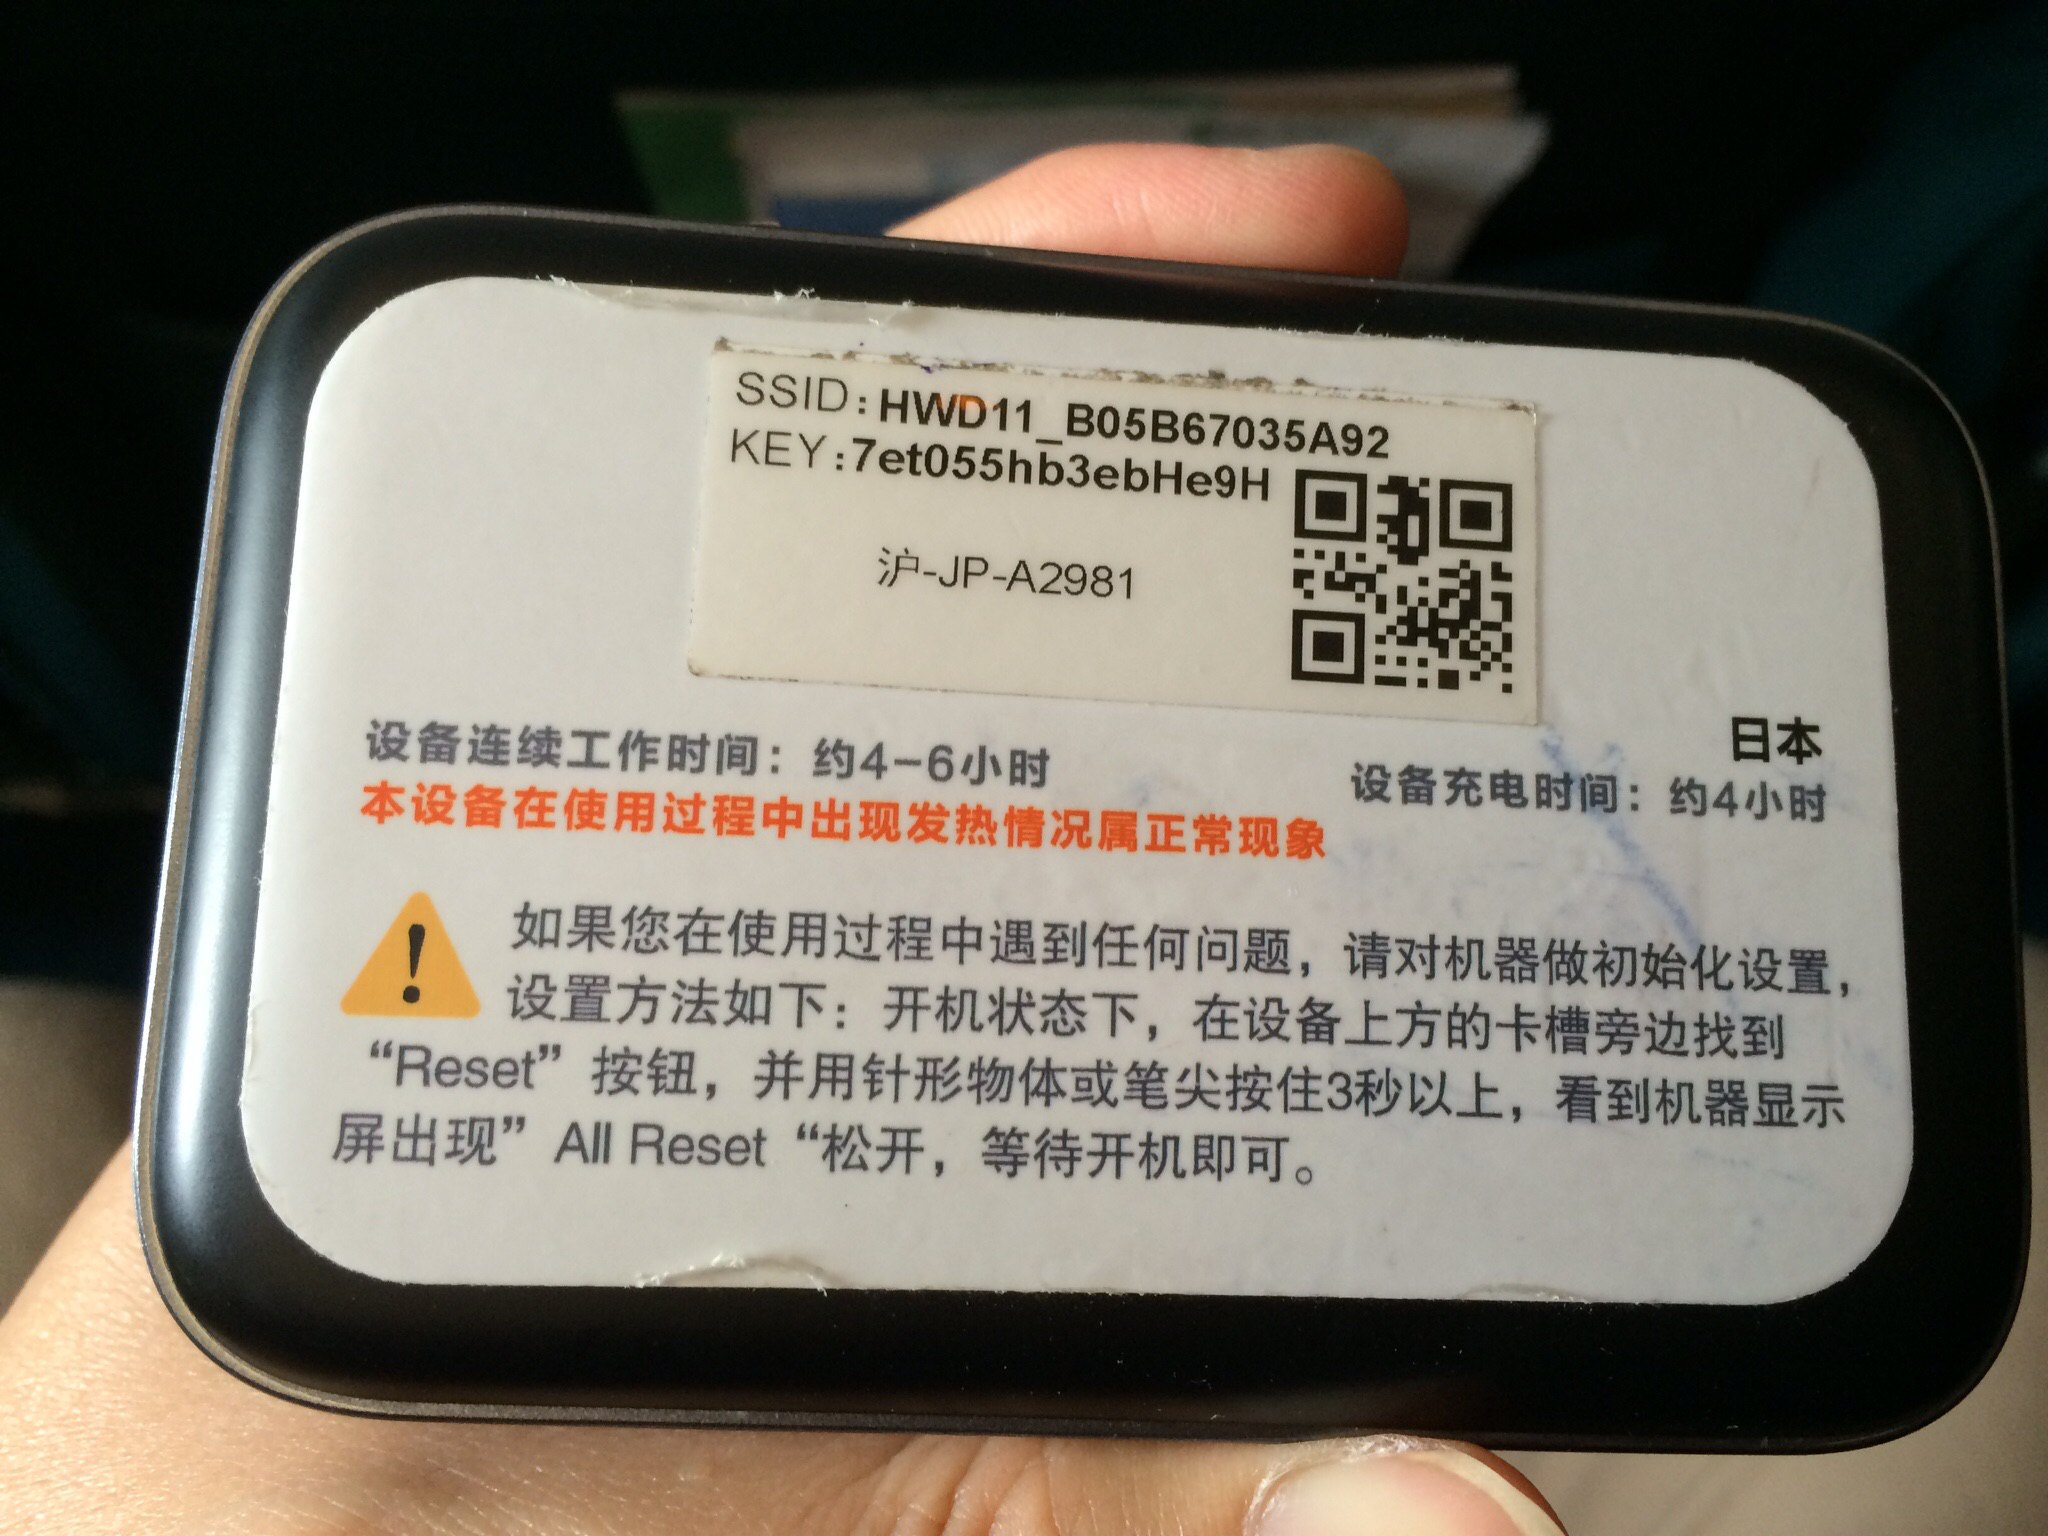 SSID:HWD11_B05B67035A92
KEY:7et055hb3ebHe9H
沪-JP-A2981
日本
设备连续工作时间：约4-6小时
设备充电时间：约4小时
本设备在使用过程中出现发热情况属正常现象
如果您在使用过程中遇到任何问题，请对机器做初始化设置，
设置方法如下：开机状态下，在设备上方的卡槽旁边找到
“Reset”按钮，并用针形物体或笔尖按住3秒以上，看到机器显示
屏出现”All Reset“松开，等待开机即可。